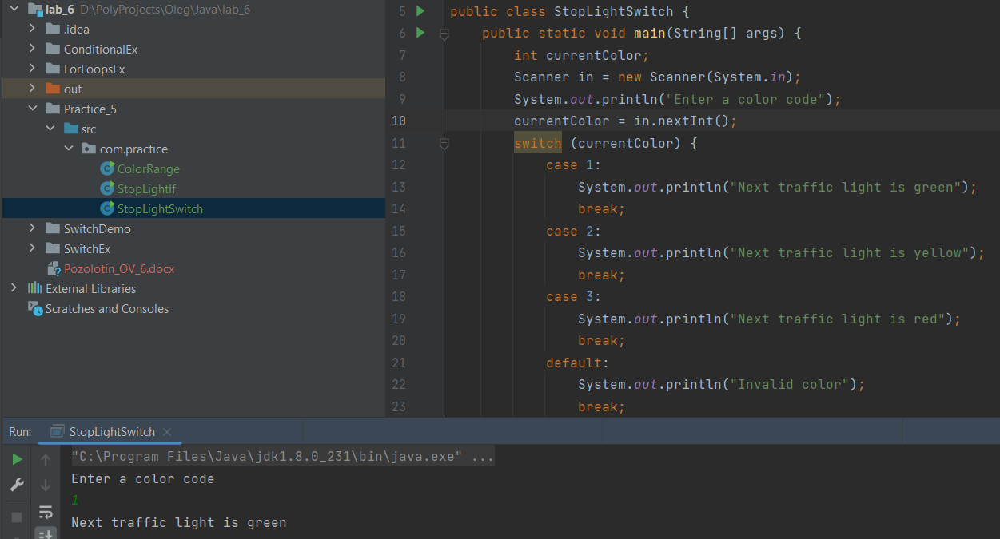 lab_6 D:\PolyProjects\Oleg\Java\lab_6
.idea
ConditionalEx
ForLoopsEx
out
Practice_5
src
com.practice
ColorRange
StopLightIf
StopLightSwitch
SwitchDemo
SwitchEx
Pozolotin_OV_6.docx
External Libraries
Scratches and Consoles
5 public class StopLightSwitch {
6 public static void main(String[] args) {
7 int currentColor;
8 Scanner in = new Scanner(System.in);
9 System.out.println("Enter a color code");
10 currentColor = in.nextInt();
11 switch (currentColor) {
12 case 1:
13 System.out.println("Next traffic light is green");
14 break;
15 case 2:
16 System.out.println("Next traffic light is yellow");
17 break;
18 case 3:
19 System.out.println("Next traffic light is red");
20 break;
21 default:
22 System.out.println("Invalid color");
23 break;
Run: StopLightSwitch
"C:\Program Files\Java\jdk1.8.0_231\bin\java.exe" ...
Enter a color code
1
Next traffic light is green